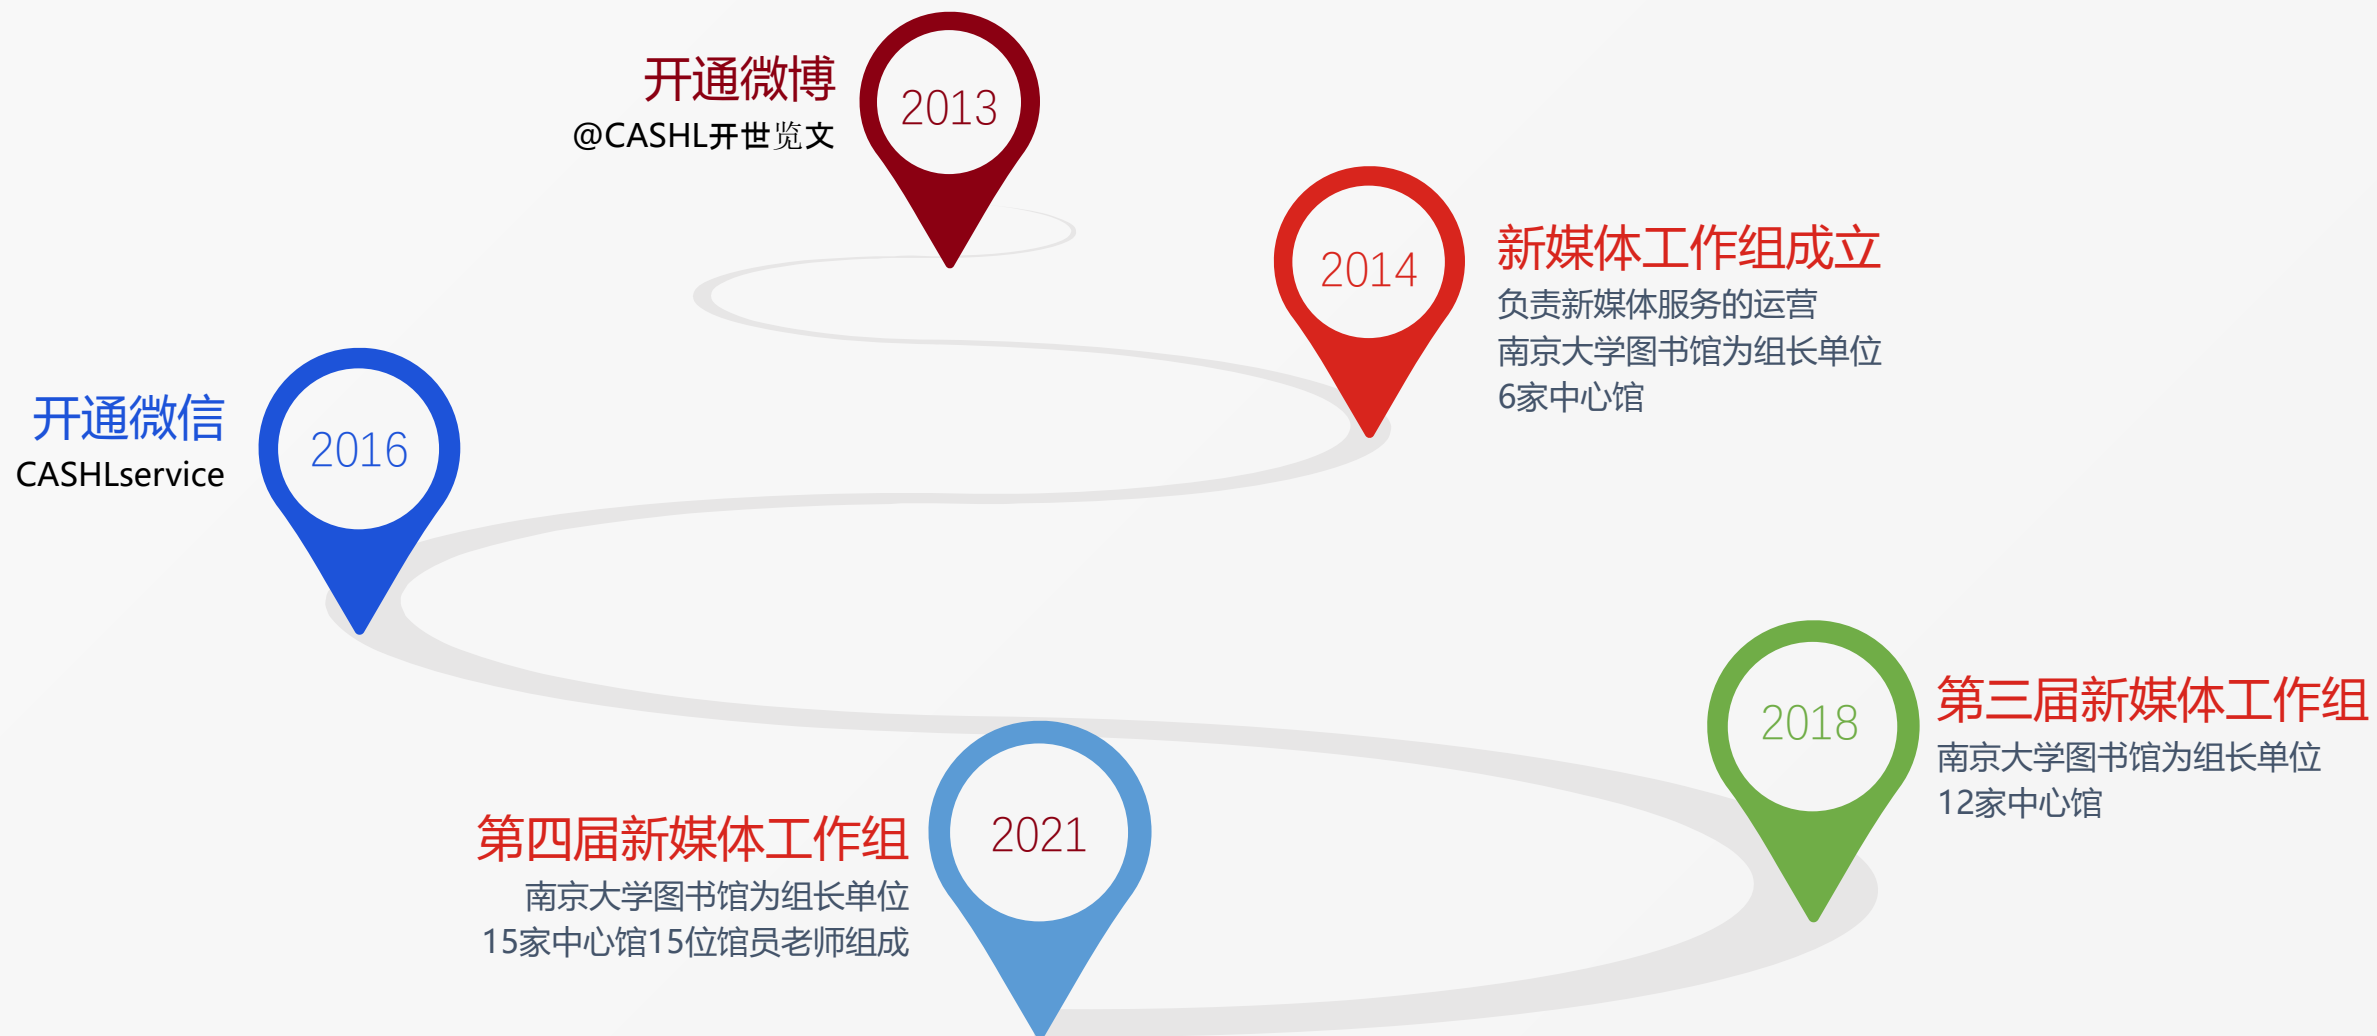 开通微博
@CASHL开世览文
2013
2014
新媒体工作组成立
负责新媒体服务的运营
南京大学图书馆为组长单位
6家中心馆
开通微信
CASHLservice
2016
2018
第三届新媒体工作组
南京大学图书馆为组长单位
12家中心馆
第四届新媒体工作组
南京大学图书馆为组长单位
15家中心馆15位馆员老师组成
2021